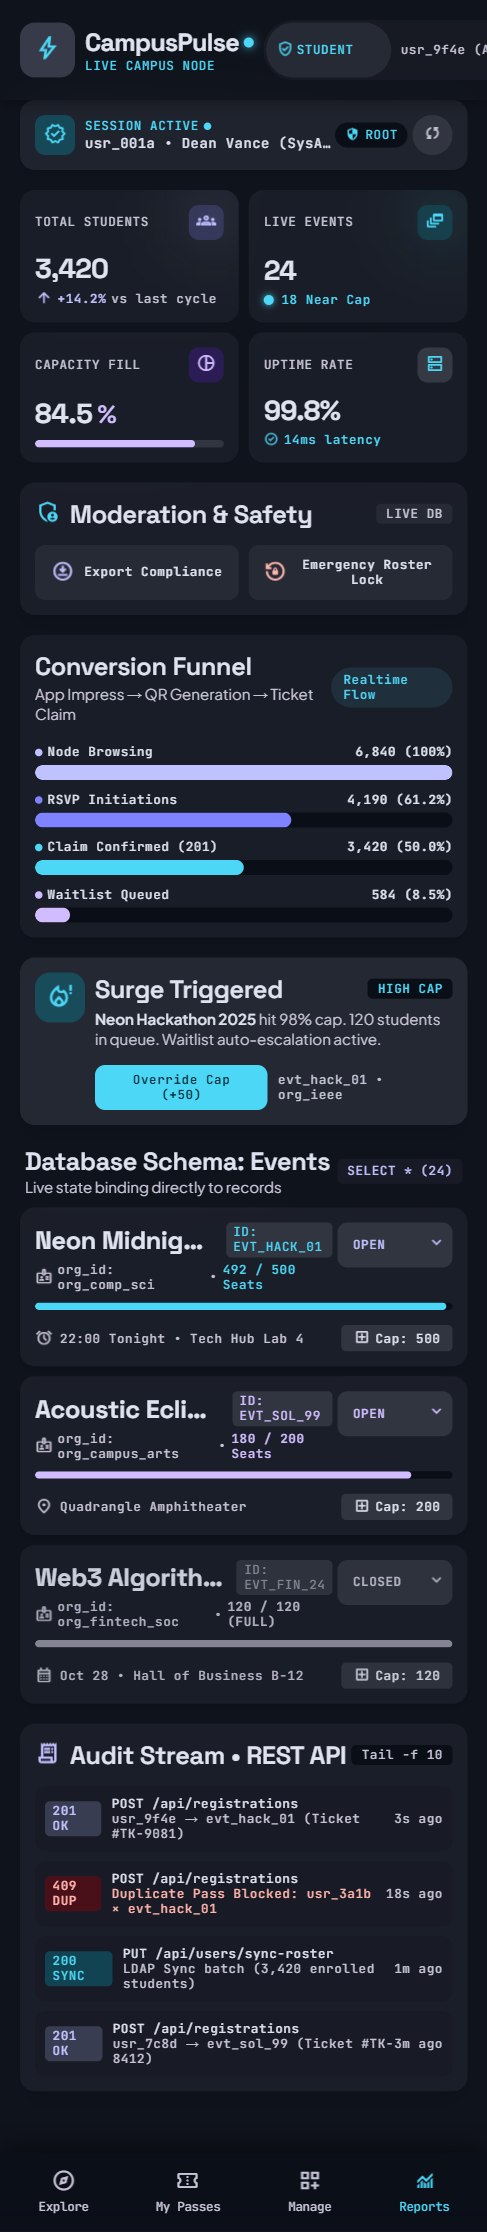 CampusPulse
LIVE CAMPUS NODE
STUDENT
usr_9f4e (A
SESSION ACTIVE
usr_001a • Dean Vance (SysA…
ROOT
TOTAL STUDENTS
3,420
+14.2% vs last cycle
LIVE EVENTS
24
18 Near Cap
CAPACITY FILL
84.5 %
UPTIME RATE
99.8%
14ms latency
Moderation & Safety
LIVE DB
Export Compliance
Emergency Roster
Lock
Conversion Funnel
App Impress → QR Generation → Ticket
Claim
Realtime
Flow
Node Browsing 6,840 (100%)
RSVP Initiations 4,190 (61.2%)
Claim Confirmed (201) 3,420 (50.0%)
Waitlist Queued 584 (8.5%)
Surge Triggered
HIGH CAP
Neon Hackathon 2025 hit 98% cap. 120 students
in queue. Waitlist auto-escalation active.
Override Cap
(+50)
evt_hack_01 •
org_ieee
Database Schema: Events
SELECT * (24)
Live state binding directly to records
Neon Midnig…
ID:
EVT_HACK_01
OPEN
org_id:
org_comp_sci
• 492 / 500
Seats
22:00 Tonight • Tech Hub Lab 4
Cap: 500
Acoustic Ecli…
ID:
EVT_SOL_99
OPEN
org_id:
org_campus_arts
• 180 / 200
Seats
Quadrangle Amphitheater
Cap: 200
Web3 Algorith…
ID:
EVT_FIN_24
CLOSED
org_id:
org_fintech_soc
• 120 / 120
(FULL)
Oct 28 • Hall of Business B-12
Cap: 120
Audit Stream • REST API
Tail -f 10
201
OK
POST /api/registrations
usr_9f4e → evt_hack_01 (Ticket
#TK-9081)
3s ago
409
DUP
POST /api/registrations
Duplicate Pass Blocked: usr_3a1b
× evt_hack_01
18s ago
200
SYNC
PUT /api/users/sync-roster
LDAP Sync batch (3,420 enrolled
students)
1m ago
201
OK
POST /api/registrations
usr_7c8d → evt_sol_99 (Ticket #TK-
8412)
3m ago
Explore
My Passes
Manage
Reports